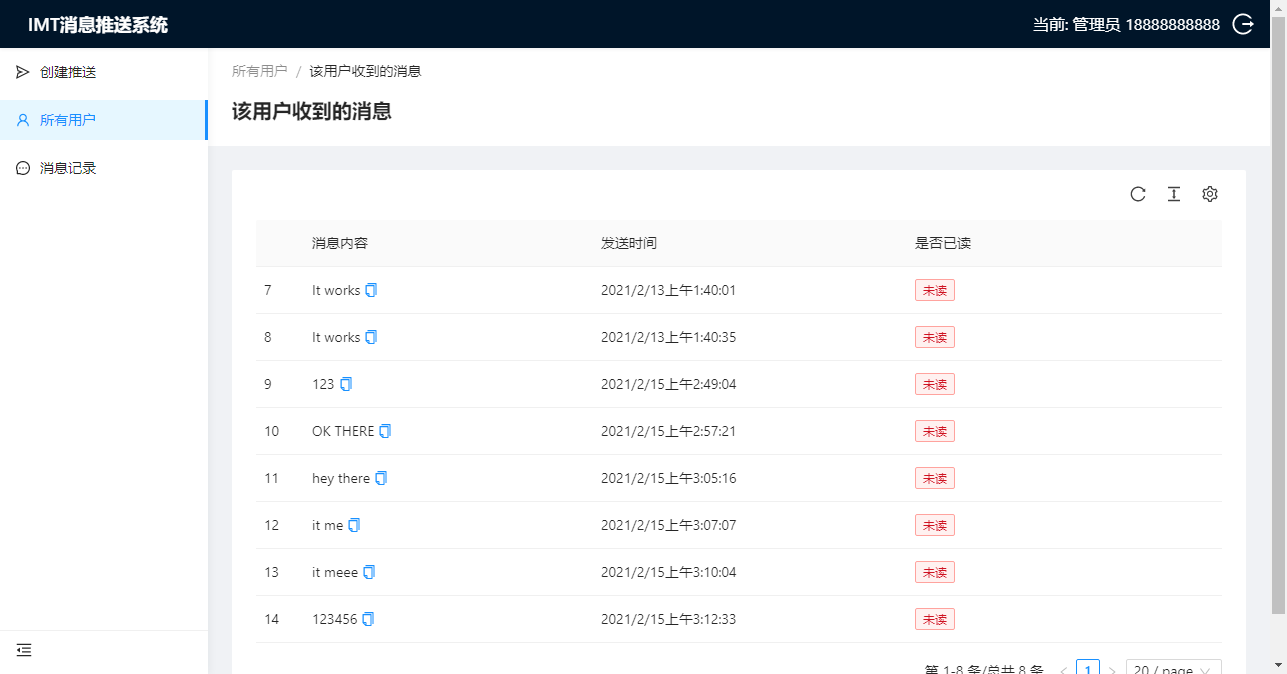 IMT消息推送系统
当前: 管理员 18888888888
创建推送
所有用户
消息记录
所有用户 / 该用户收到的消息
该用户收到的消息
消息内容 发送时间 是否已读
7 It works 2021/2/13上午1:40:01 未读
8 It works 2021/2/13上午1:40:35 未读
9 123 2021/2/15上午2:49:04 未读
10 OK THERE 2021/2/15上午2:57:21 未读
11 hey there 2021/2/15上午3:05:16 未读
12 it me 2021/2/15上午3:07:07 未读
13 it meee 2021/2/15上午3:10:04 未读
14 123456 2021/2/15上午3:12:33 未读
第 1-8 条/总共 8 条 < 1 > 20 / page